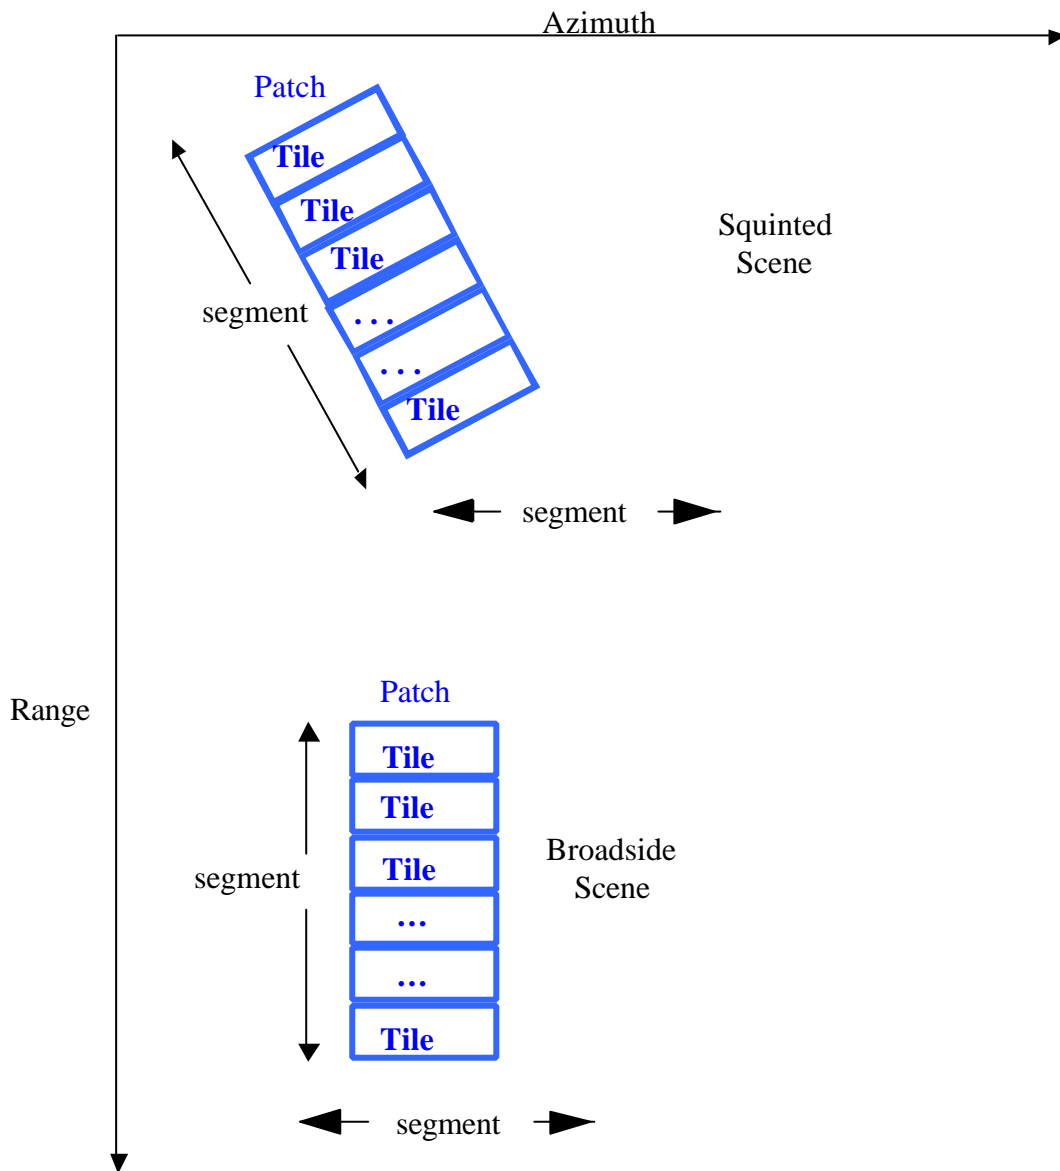 Azimuth
Patch
Tile
Tile
Tile
. . .
. . .
Tile
Squinted
Scene
segment
segment
Range
Patch
Tile
Tile
Tile
...
...
Tile
Broadside
Scene
segment
segment